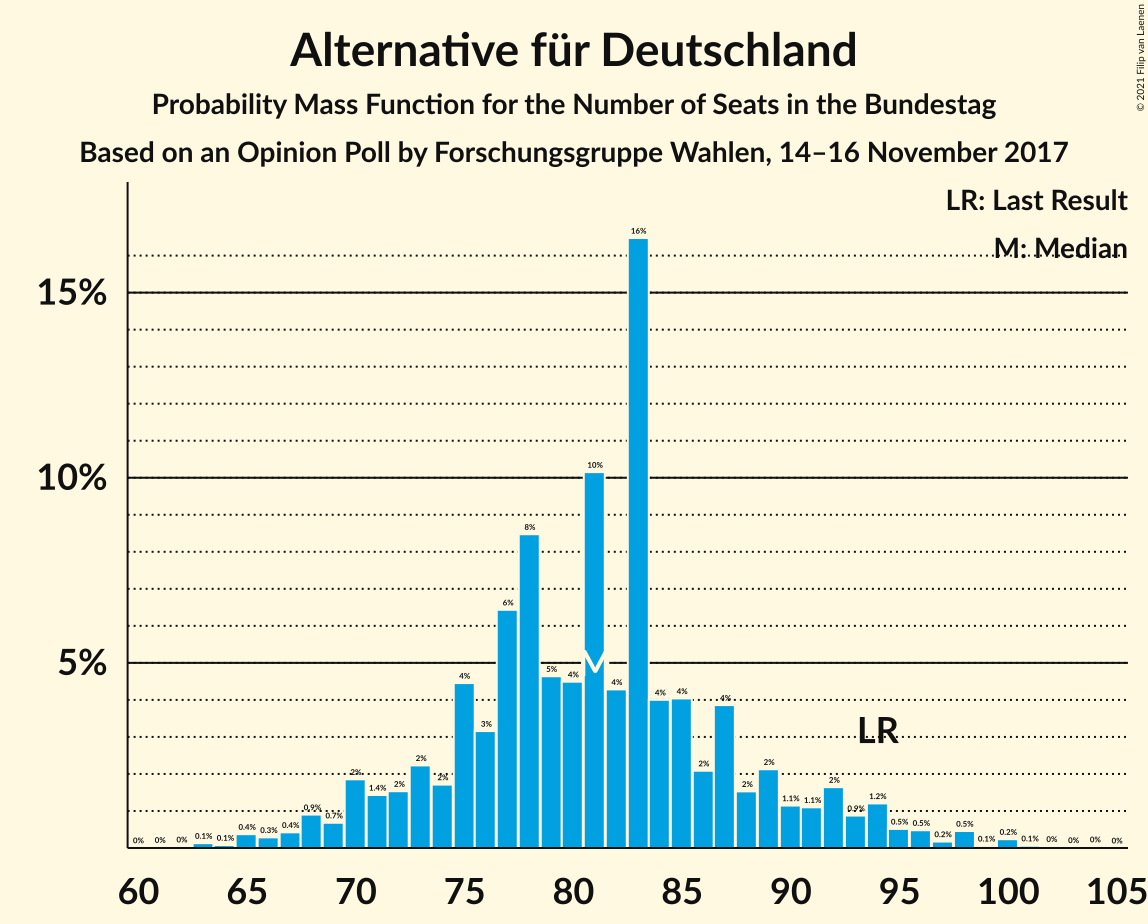 Alternative für Deutschland
Probability Mass Function for the Number of Seats in the Bundestag
Based on an Opinion Poll by Forschungsgruppe Wahlen, 14–16 November 2017
© 2021 Filip van Laenen
LR: Last Result
M: Median
15%
10%
5%
0% 0% 0% 0.1% 0.1% 0.4% 0.3% 0.4% 0.9% 0.7% 2% 1.4% 2% 2% 2% 4% 3% 6% 8% 5% 4% 10% 4% 16% 4% 4% 2% 4% 2% 2% 1.1% 1.1% 2% 0.9% 1.2% 0.5% 0.5% 0.2% 0.5% 0.1% 0.2% 0.1% 0% 0% 0% 0%
M
LR
60 65 70 75 80 85 90 95 100 105